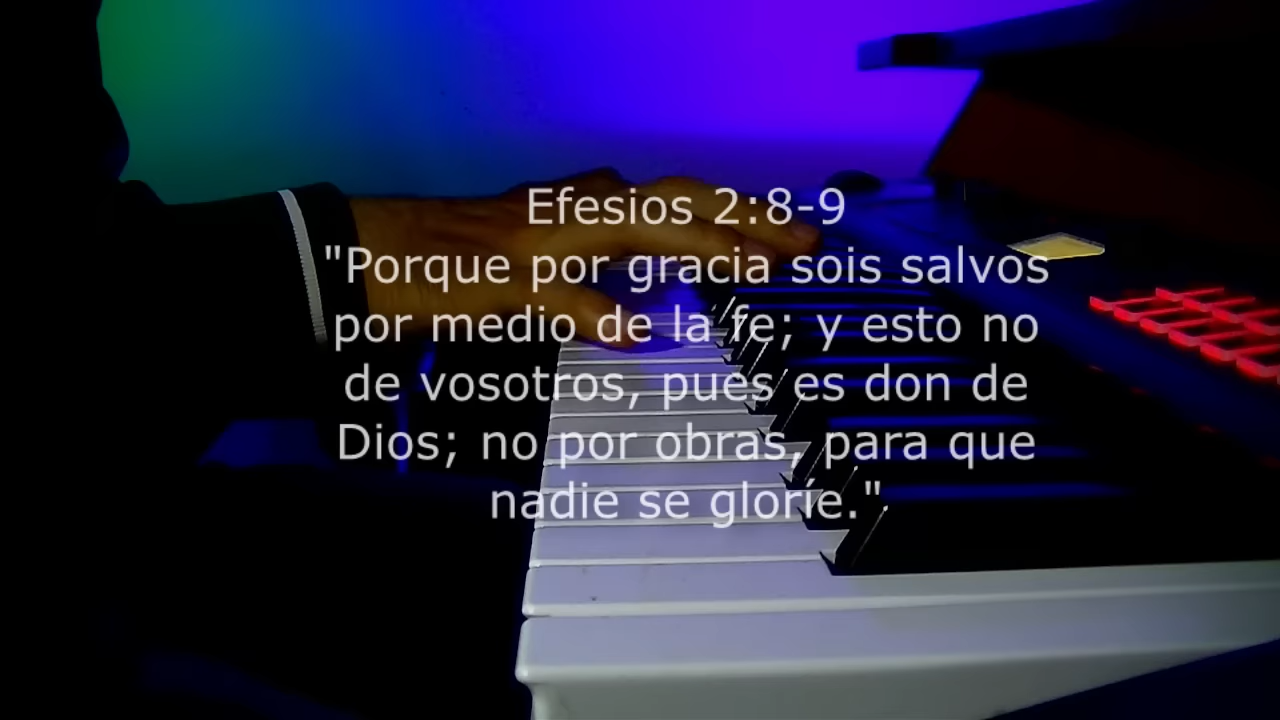 Efesios 2:8-9
"Porque por gracia sois salvos
por medio de la fe; y esto no
de vosotros, pues es don de
Dios; no por obras, para que
nadie se gloríe."